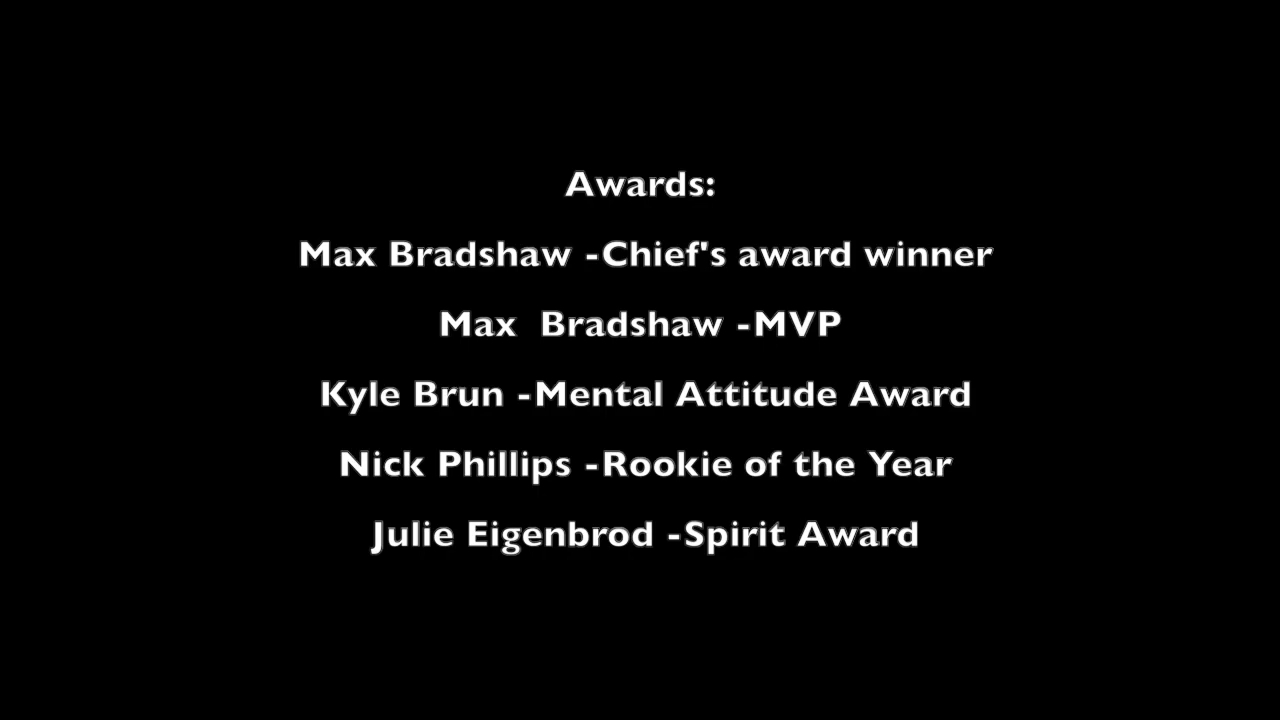 Awards:
Max Bradshaw -Chief's award winner
Max  Bradshaw -MVP
Kyle Brun -Mental Attitude Award
Nick Phillips -Rookie of the Year
Julie Eigenbrod -Spirit Award